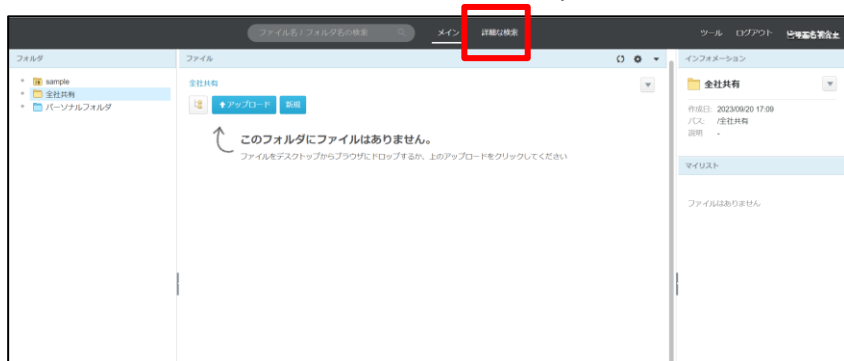 ファイル名 / フォルダ名の検索
メイン
詳細な検索
ツール
ログアウト
フォルダ
sample
全社共有
パーソナルフォルダ
ファイル
全社共有
アップロード
新規
このフォルダにファイルはありません。
ファイルをデスクトップからブラウザにドロップするか、上のアップロードをクリックしてください
インフォメーション
全社共有
作成日: 2023/09/20 17:09
パス: /全社共有
説明 -
マイリスト
ファイルはありません